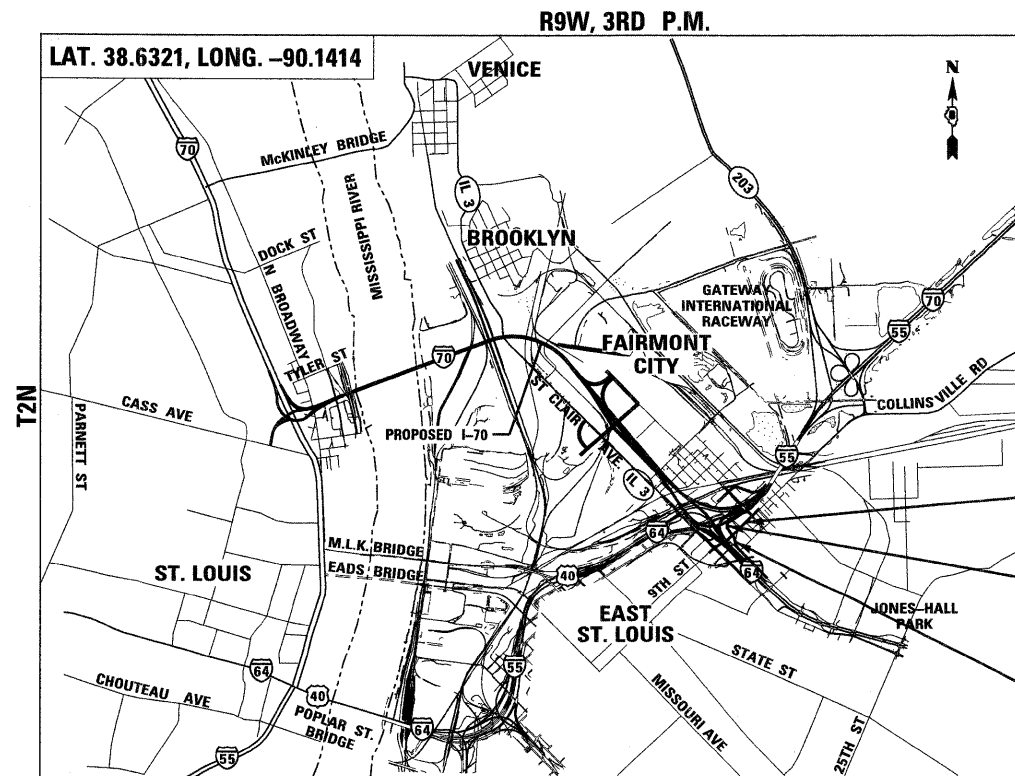 R9W, 3RD P.M.
LAT. 38.6321, LONG. –90.1414
VENICE
N
70
McKINLEY BRIDGE
203
IL 3
MISSISSIPPI RIVER
DOCK ST
BROOKLYN
N BROADWAY
GATEWAY
INTERNATIONAL
RACEWAY
70
55
TYLER ST
70
FAIRMONT
CITY
T2N
CASS AVE
PARNETT ST
ST CLAIR AVE.
COLLINSVILLE RD
PROPOSED I–70
55
IL 3
64
M.L.K. BRIDGE
EADS BRIDGE
ST. LOUIS
40
9TH ST
64
EAST
ST. LOUIS
JONES–HALL
PARK
64
55
STATE ST
CHOUTEAU AVE
40
POPLAR ST.
BRIDGE
64
MISSOURI AVE
25TH ST
55